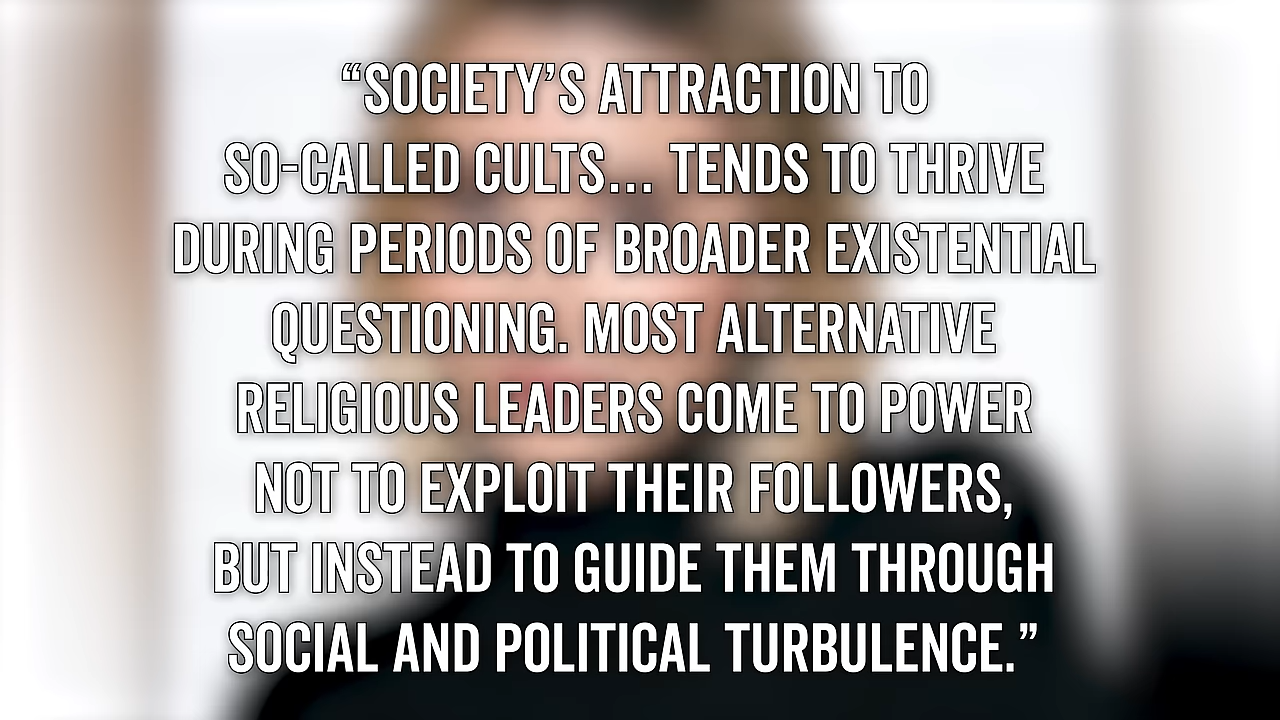 “SOCIETY’S ATTRACTION TO
SO-CALLED CULTS... TENDS TO THRIVE
DURING PERIODS OF BROADER EXISTENTIAL
QUESTIONING. MOST ALTERNATIVE
RELIGIOUS LEADERS COME TO POWER
NOT TO EXPLOIT THEIR FOLLOWERS,
BUT INSTEAD TO GUIDE THEM THROUGH
SOCIAL AND POLITICAL TURBULENCE.”